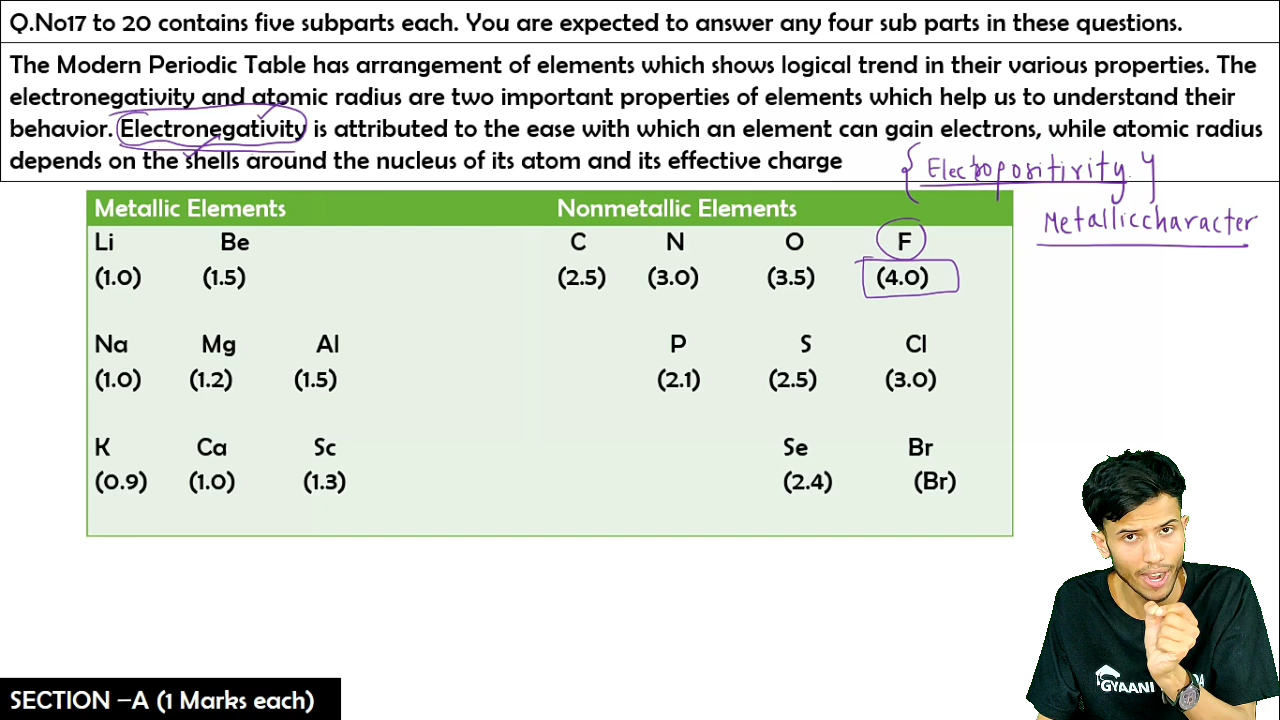 Q.No17 to 20 contains five subparts each. You are expected to answer any four sub parts in these questions.
The Modern Periodic Table has arrangement of elements which shows logical trend in their various properties. The
electronegativity and atomic radius are two important properties of elements which help us to understand their
behavior. Electronegativity is attributed to the ease with which an element can gain electrons, while atomic radius
depends on the shells around the nucleus of its atom and its effective charge
{ Electropositivity }
Metalliccharacter
Metallic Elements Nonmetallic Elements
Li Be C N O F
(1.0) (1.5) (2.5) (3.0) (3.5) (4.0)
Na Mg Al P S Cl
(1.0) (1.2) (1.5) (2.1) (2.5) (3.0)
K Ca Sc Se Br
(0.9) (1.0) (1.3) (2.4) (Br)
GYAANI
SECTION –A (1 Marks each)